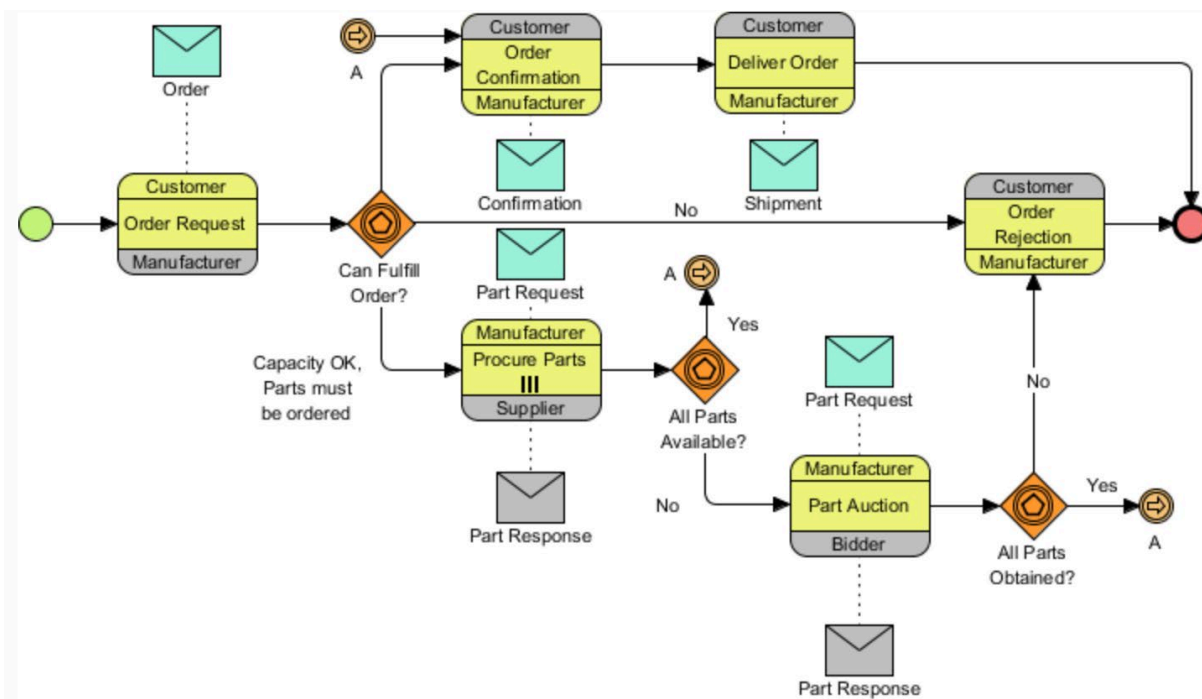 Order
Customer
Order Request
Manufacturer
Can Fulfill
Order?
A
Customer
Order
Confirmation
Manufacturer
Confirmation
Customer
Deliver Order
Manufacturer
Shipment
No
Customer
Order
Rejection
Manufacturer
Capacity OK,
Parts must
be ordered
Part Request
Manufacturer
Procure Parts
Supplier
Part Response
A
Yes
All Parts
Available?
No
Part Request
Manufacturer
Part Auction
Bidder
Part Response
No
Yes
A
All Parts
Obtained?